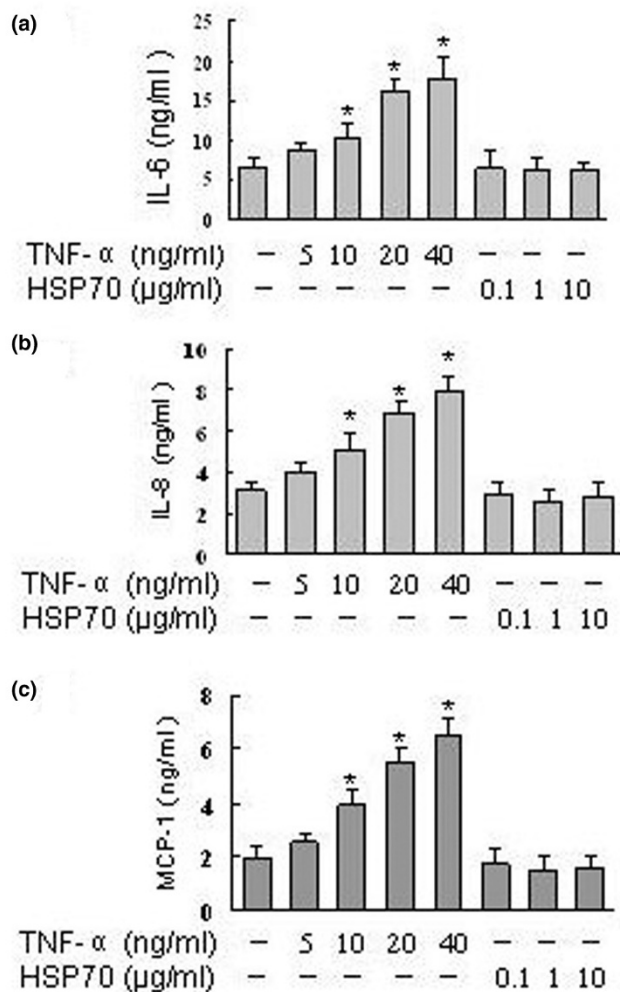 (a)
IL-6 (ng/ml)
25
20
15
10
5
0
* * *
TNF- α (ng/ml) – 5 10 20 40 – – –
HSP70 (μg/ml) – – – – – 0.1 1 10
(b)
IL-8 (ng/ml)
10
8
6
4
2
0
* * *
TNF- α (ng/ml) – 5 10 20 40 – – –
HSP70 (μg/ml) – – – – – 0.1 1 10
(c)
MCP-1 (ng/ml)
8
6
4
2
0
* * *
TNF- α (ng/ml) – 5 10 20 40 – – –
HSP70 (μg/ml) – – – – – 0.1 1 10